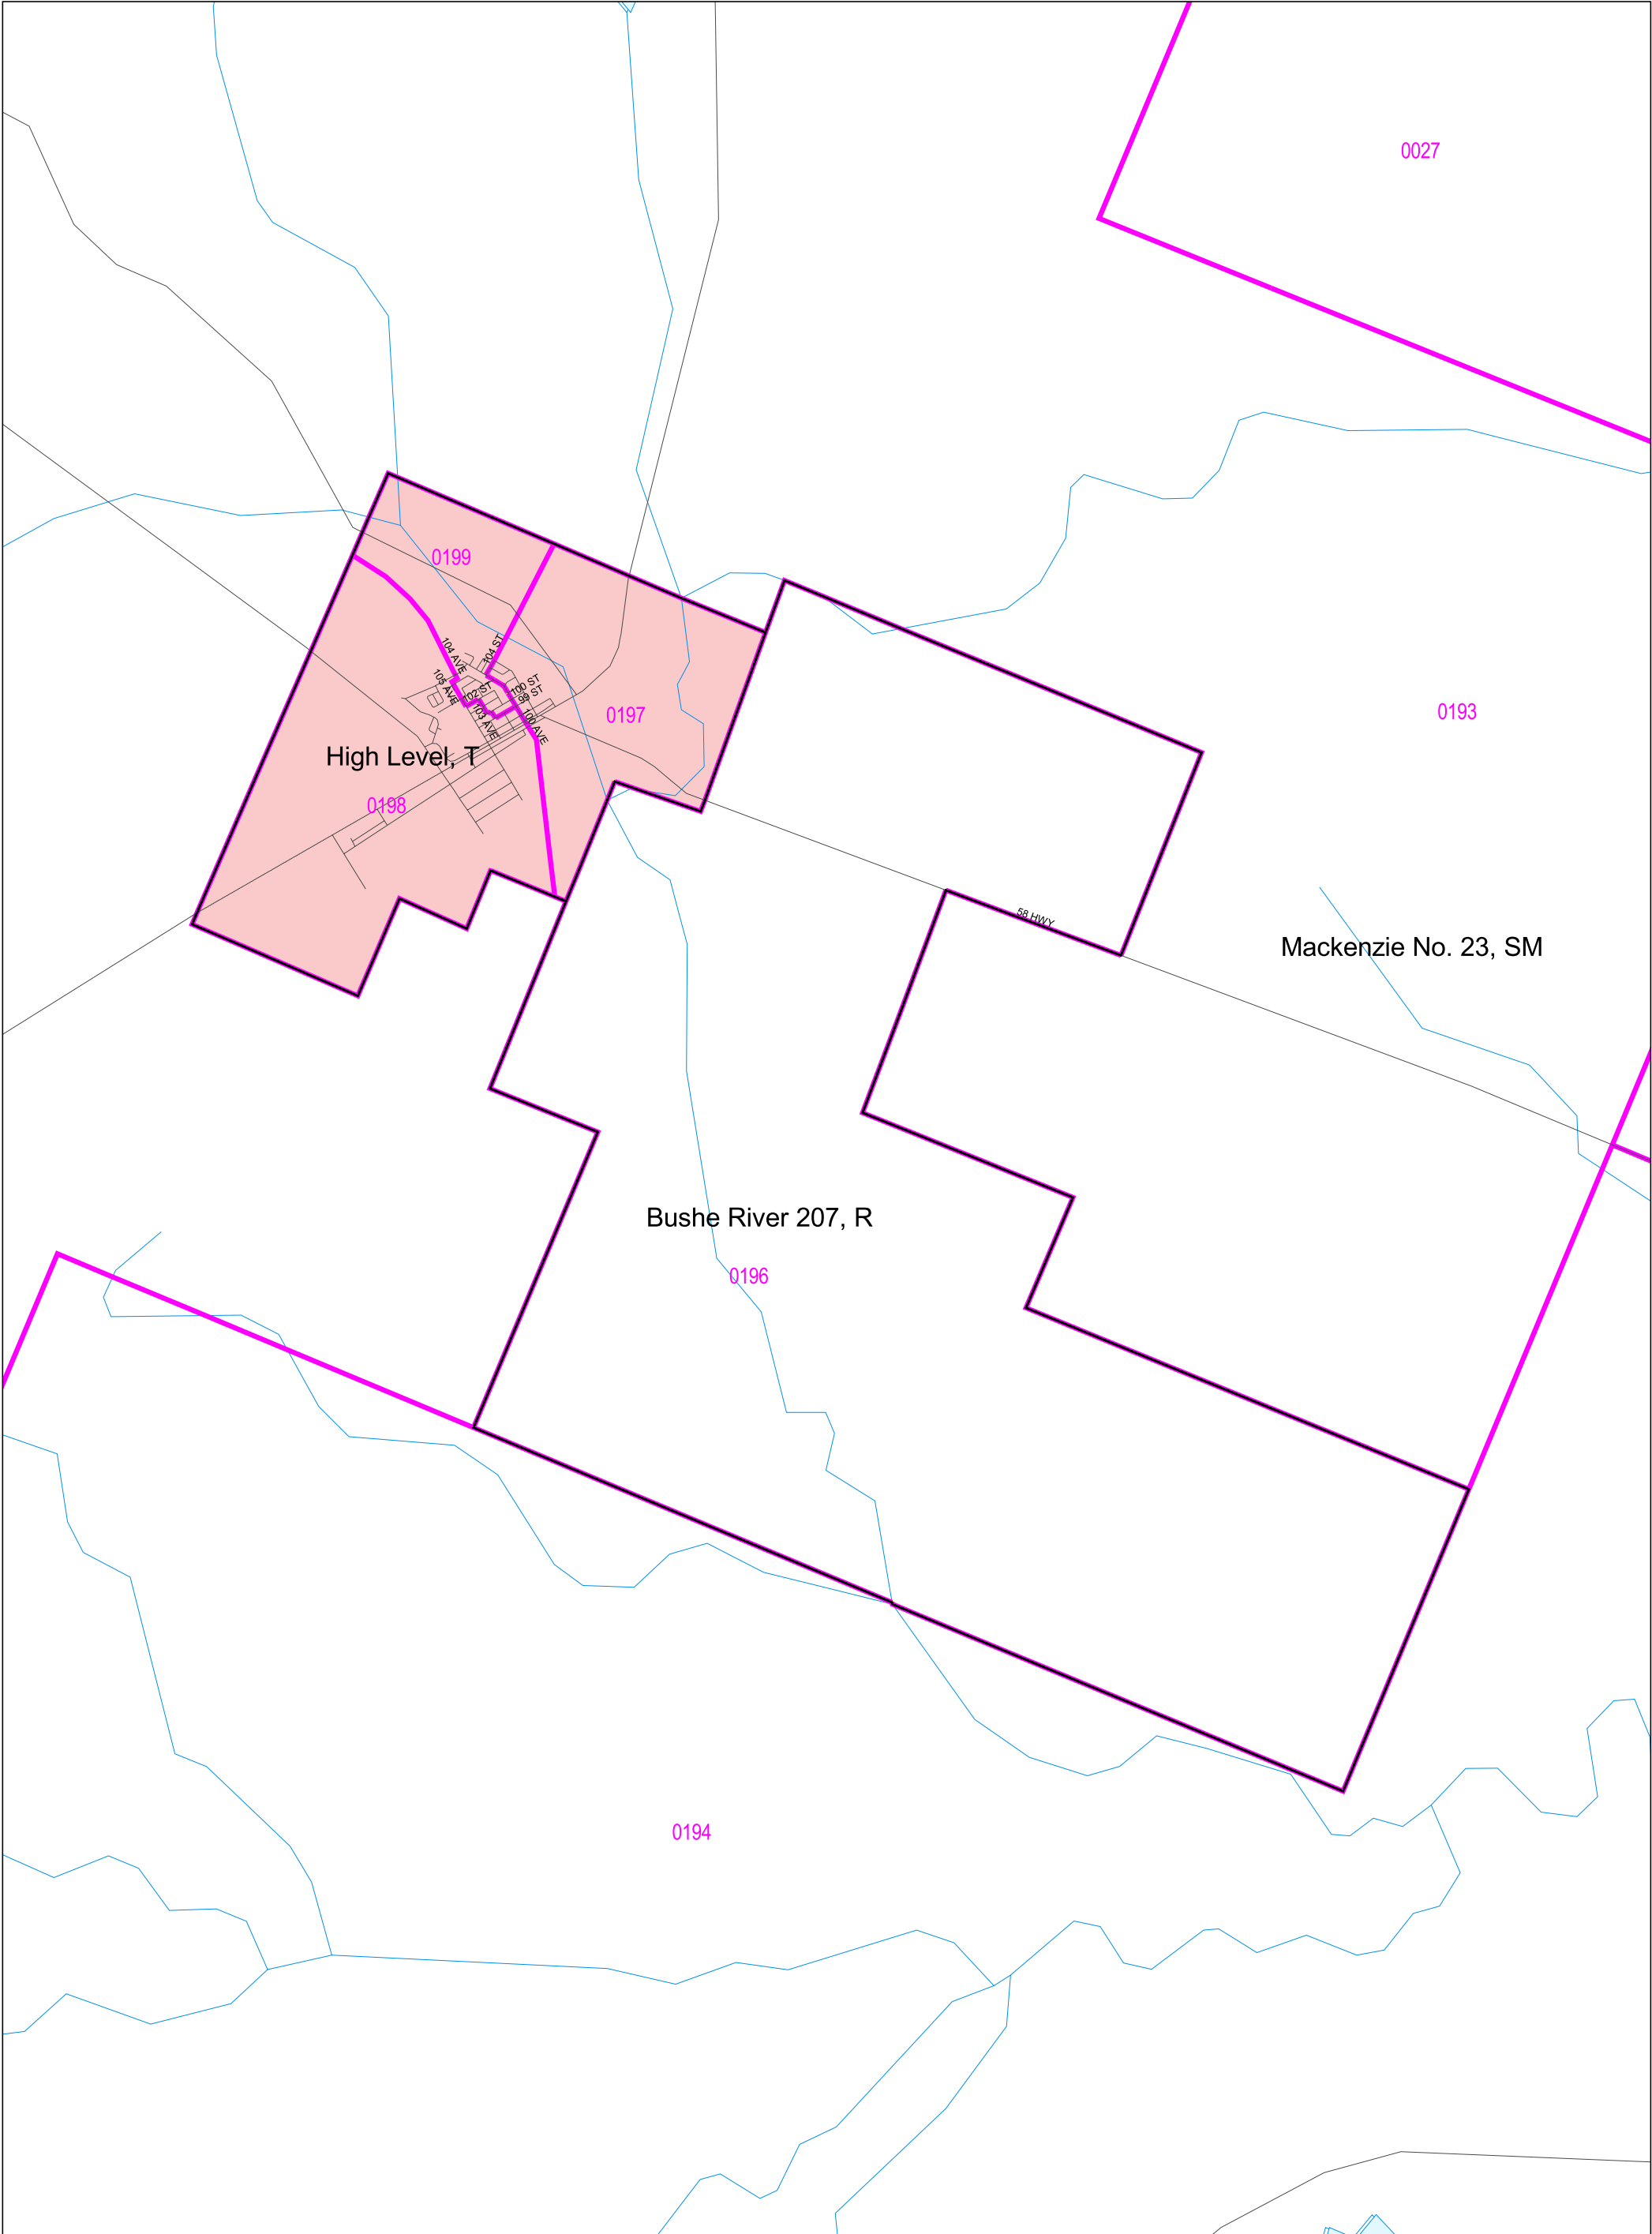 0027
0199
104 ST
104 AVE
105 AVE
102 ST
100 ST
99 ST
103 AVE
100 AVE
0197
0193
High Level, T
0198
58 HWY
Mackenzie No. 23, SM
Bushe River 207, R
0196
0194